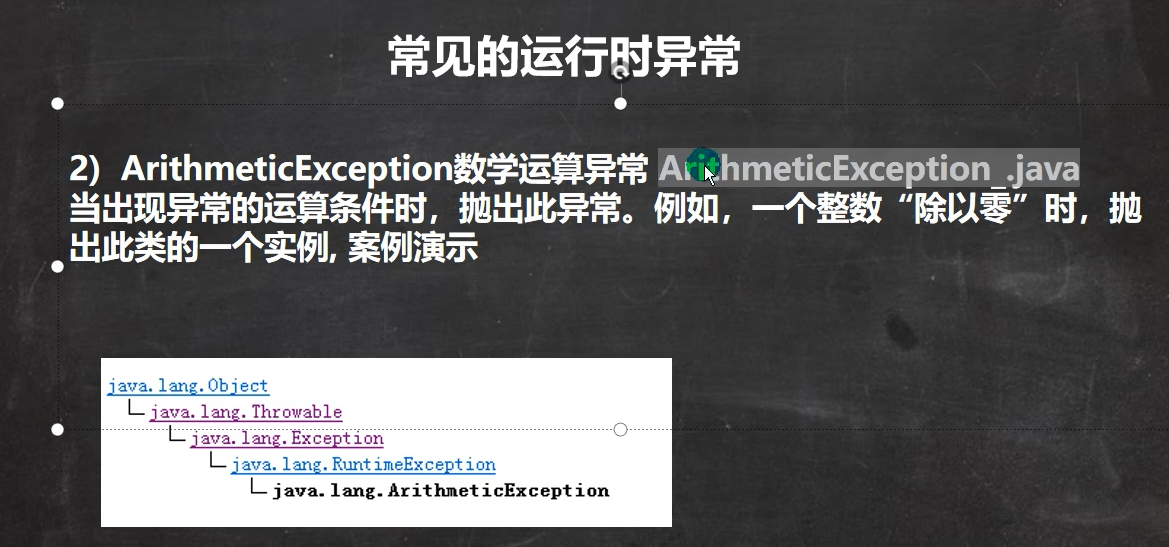 常见的运行时异常
2)  ArithmeticException数学运算异常 ArithmeticException_.java
当出现异常的运算条件时，抛出此异常。例如，一个整数“除以零”时，抛
出此类的一个实例, 案例演示
java.lang.Object
java.lang.Throwable
java.lang.Exception
java.lang.RuntimeException
java.lang.ArithmeticException